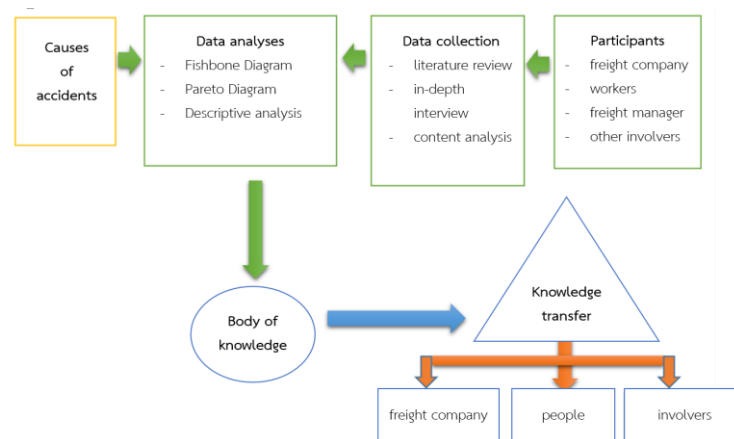 Causes
of
accidents
Data analyses
- Fishbone Diagram
- Pareto Diagram
- Descriptive analysis
Data collection
- literature review
- in-depth
interview
- content analysis
Participants
- freight company
- workers
- freight manager
- other involvers
Body of
knowledge
Knowledge
transfer
freight company
people
involvers